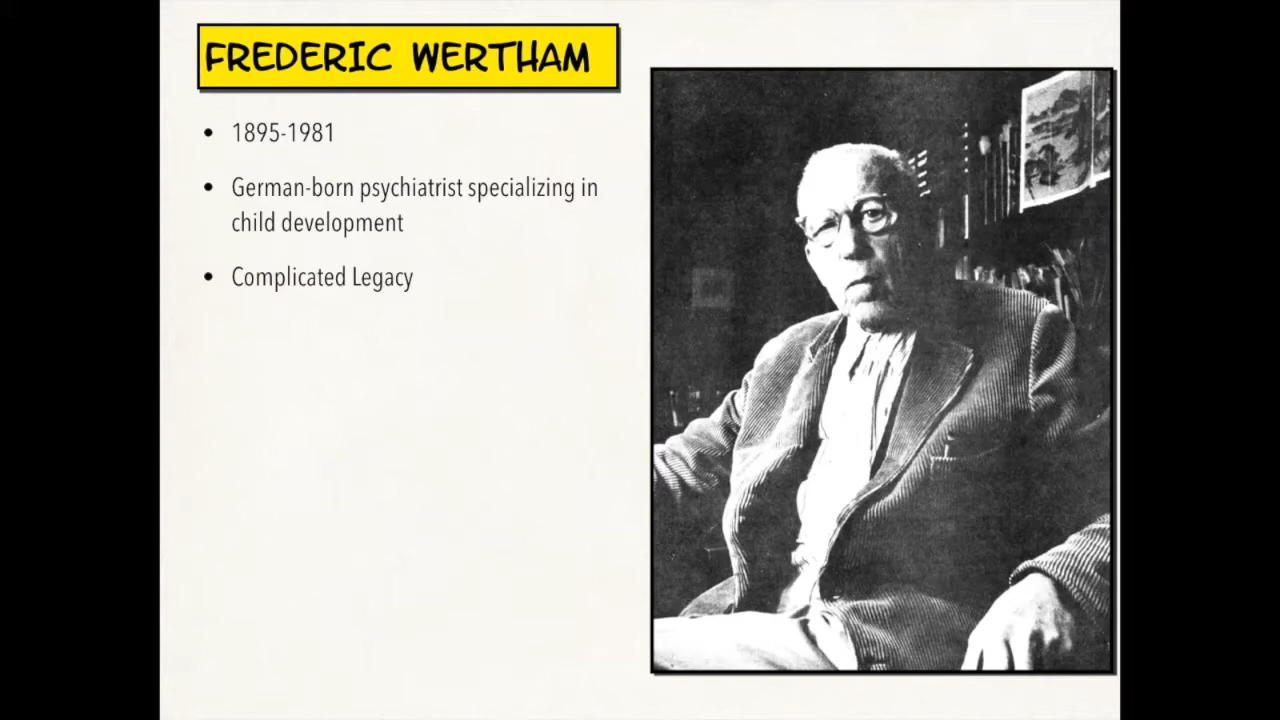 FREDERIC WERTHAM
• 1895-1981
• German-born psychiatrist specializing in
child development
• Complicated Legacy